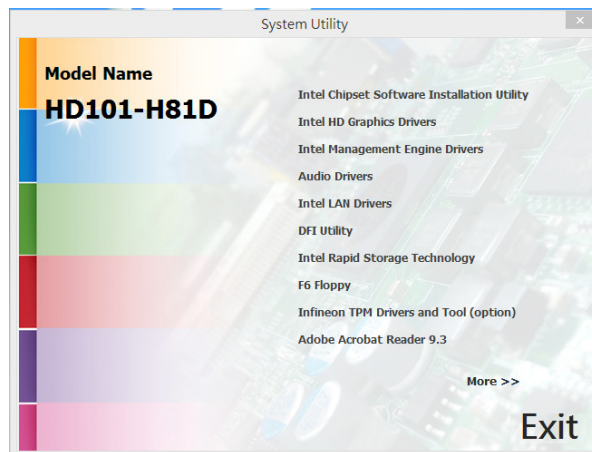 System Utility
Model Name
HD101-H81D
Intel Chipset Software Installation Utility
Intel HD Graphics Drivers
Intel Management Engine Drivers
Audio Drivers
Intel LAN Drivers
DFI Utility
Intel Rapid Storage Technology
F6 Floppy
Infineon TPM Drivers and Tool (option)
Adobe Acrobat Reader 9.3
More >>
Exit